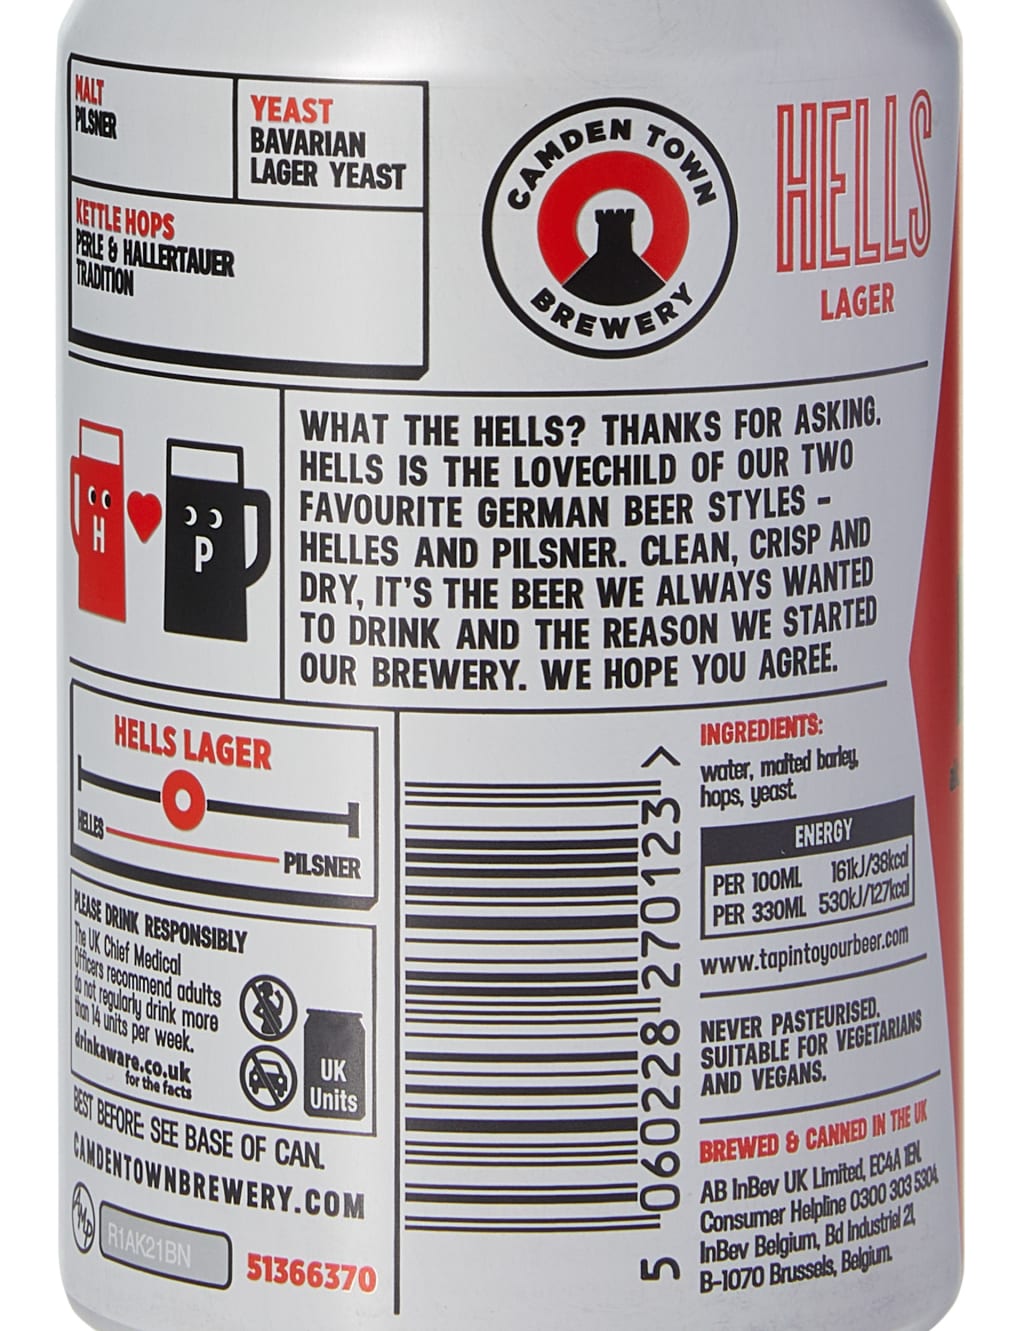 MALT
PILSNER
YEAST
BAVARIAN
LAGER YEAST
KETTLE HOPS
PERLE & HALLERTAUER
TRADITION
CAMDEN TOWN
BREWERY
HELLS
LAGER
H
P
WHAT THE HELLS? THANKS FOR ASKING.
HELLS IS THE LOVECHILD OF OUR TWO
FAVOURITE GERMAN BEER STYLES -
HELLES AND PILSNER. CLEAN, CRISP AND
DRY, IT'S THE BEER WE ALWAYS WANTED
TO DRINK AND THE REASON WE STARTED
OUR BREWERY. WE HOPE YOU AGREE.
HELLS LAGER
HELLES
PILSNER
PLEASE DRINK RESPONSIBLY
The UK Chief Medical
Officers recommend adults
do not regularly drink more
than 14 units per week.
drinkaware.co.uk
for the facts
UK
Units
BEST BEFORE: SEE BASE OF CAN.
CAMDENTOWNBREWERY.COM
AMP
R1AK21BN
51366370
5 060228 270123 >
INGREDIENTS:
water, malted barley,
hops, yeast.
ENERGY
PER 100ML 161kJ/38kcal
PER 330ML 530kJ/127kcal
www.tapintoyourbeer.com
NEVER PASTEURISED.
SUITABLE FOR VEGETARIANS
AND VEGANS.
BREWED & CANNED IN THE UK
AB InBev UK Limited, EC4A 1EN.
Consumer Helpline 0300 303 5304.
InBev Belgium, Bd Industriel 21,
B-1070 Brussels, Belgium.